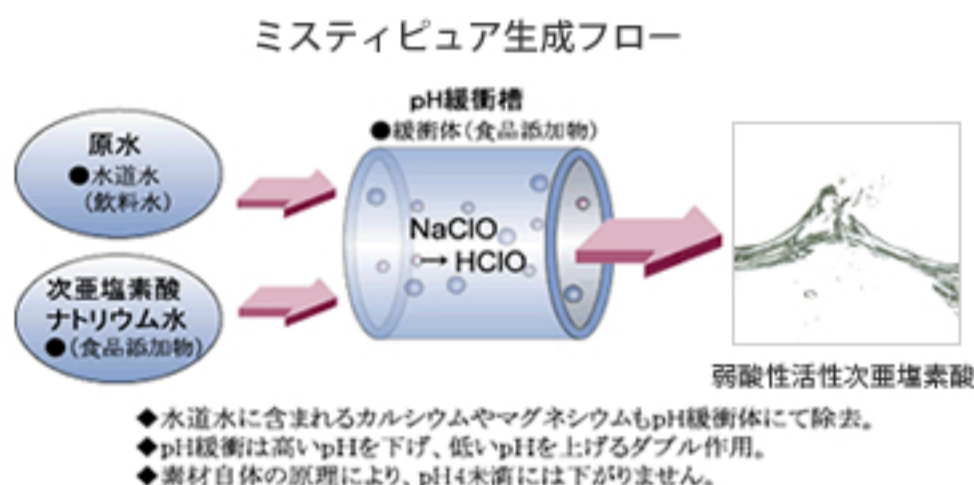 ミスティピュア生成フロー
pH緩衝槽
●緩衝体(食品添加物)
原水
●水道水
(飲料水)
NaClO
→ HClO
次亜塩素酸
ナトリウム水
●(食品添加物)
弱酸性活性次亜塩素酸
◆水道水に含まれるカルシウムやマグネシウムもpH緩衝体にて除去。
◆pH緩衝は高いpHを下げ、低いpHを上げるダブル作用。
◆素材自体の原理により、pH4未満には下がりません。